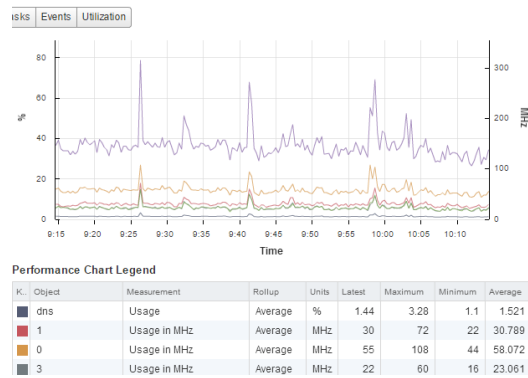 asks Events Utilization
80
60
40
20
0
%
300
200
100
0
MHz
9:15 9:20 9:25 9:30 9:35 9:40 9:45 9:50 9:55 10:00 10:05 10:10
Time
Performance Chart Legend
K.. Object Measurement Rollup Units Latest Maximum Minimum Average
dns Usage Average % 1.44 3.28 1.1 1.521
1 Usage in MHz Average MHz 30 72 22 30.789
0 Usage in MHz Average MHz 55 108 44 58.072
3 Usage in MHz Average MHz 22 60 16 23.061